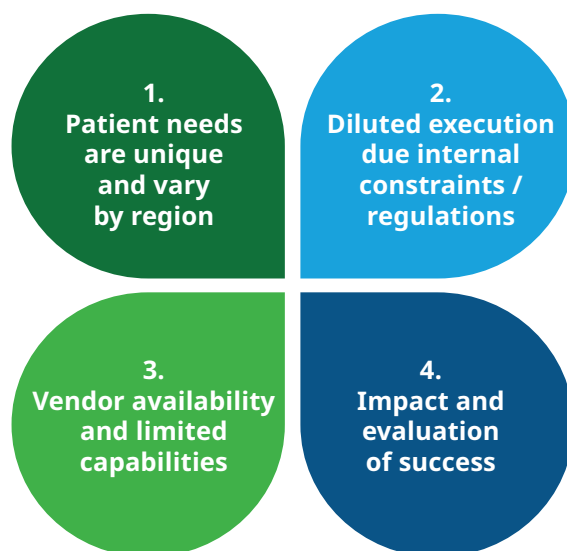 1.
Patient needs
are unique
and vary
by region
2.
Diluted execution
due internal
constraints /
regulations
3.
Vendor availability
and limited
capabilities
4.
Impact and
evaluation
of success